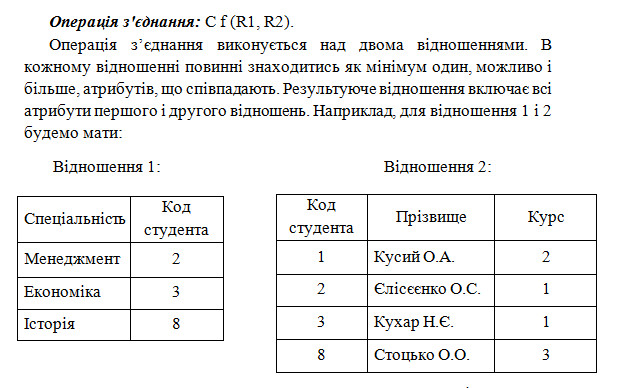 Операція з'єднання: C f (R1, R2).
Операція з’єднання виконується над двома відношеннями. В
кожному відношенні повинні знаходитись як мінімум один, можливо і
більше, атрибутів, що співпадають. Результуюче відношення включає всі
атрибути першого і другого відношень. Наприклад, для відношення 1 і 2
будемо мати:
Відношення 1:
Спеціальність Код студента
Менеджмент 2
Економіка 3
Історія 8
Відношення 2:
Код студента Прізвище Курс
1 Кусий О.А. 2
2 Єлісєєнко О.С. 1
3 Кухар Н.Є. 1
8 Стоцько О.О. 3